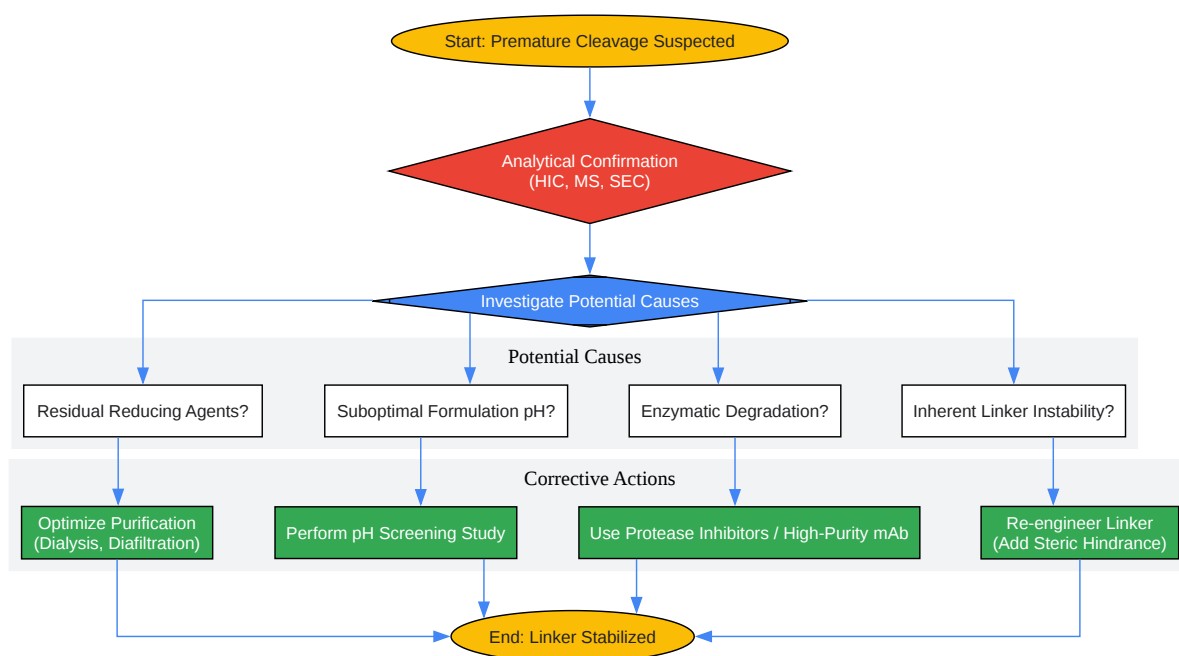 Start: Premature Cleavage Suspected
Analytical Confirmation
(HIC, MS, SEC)
Investigate Potential Causes
Potential Causes
Residual Reducing Agents?
Suboptimal Formulation pH?
Enzymatic Degradation?
Inherent Linker Instability?
Corrective Actions
Optimize Purification
(Dialysis, Diafiltration)
Perform pH Screening Study
Use Protease Inhibitors / High-Purity mAb
Re-engineer Linker
(Add Steric Hindrance)
End: Linker Stabilized